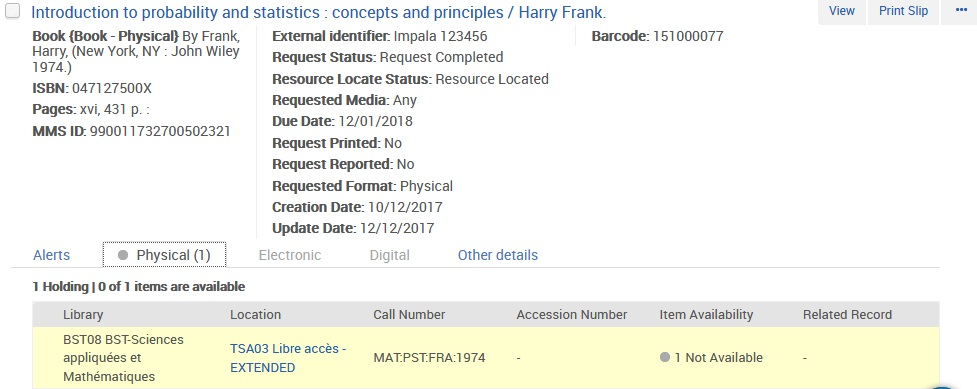 Introduction to probability and statistics : concepts and principles / Harry Frank.
View Print Slip •••
Book {Book - Physical} By Frank,
Harry, (New York, NY : John Wiley
1974.)
ISBN: 047127500X
Pages: xvi, 431 p. :
MMS ID: 990011732700502321
External identifier: Impala 123456
Request Status: Request Completed
Resource Locate Status: Resource Located
Requested Media: Any
Due Date: 12/01/2018
Request Printed: No
Request Reported: No
Requested Format: Physical
Creation Date: 10/12/2017
Update Date: 12/12/2017
Barcode: 151000077
Alerts Physical (1) Electronic Digital Other details
1 Holding | 0 of 1 items are available
Library Location Call Number Accession Number Item Availability Related Record
BST08 BST-Sciences
appliquées et
Mathématiques
TSA03 Libre accès -
EXTENDED
MAT:PST:FRA:1974 - 1 Not Available -